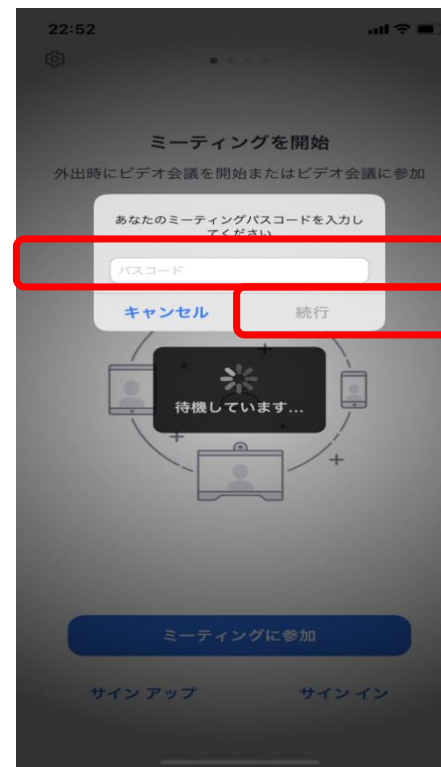 22:52
ミーティングを開始
外出時にビデオ会議を開始またはビデオ会議に参加
あなたのミーティングパスコードを入力し
てください
パスコード
キャンセル
続行
待機しています...
ミーティングに参加
サイン アップ
サイン イン